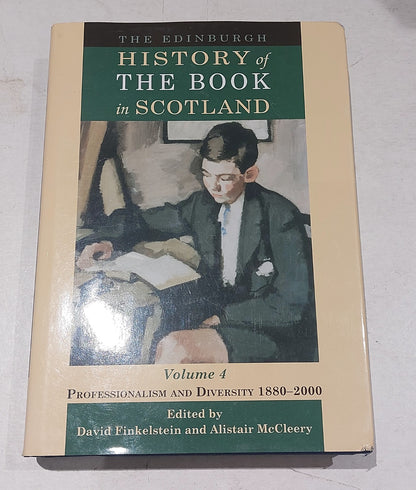 THE EDINBURGH
HISTORY of
THE BOOK
in SCOTLAND
Volume 4
PROFESSIONALISM AND DIVERSITY 1880–2000
Edited by
David Finkelstein and Alistair McCleery